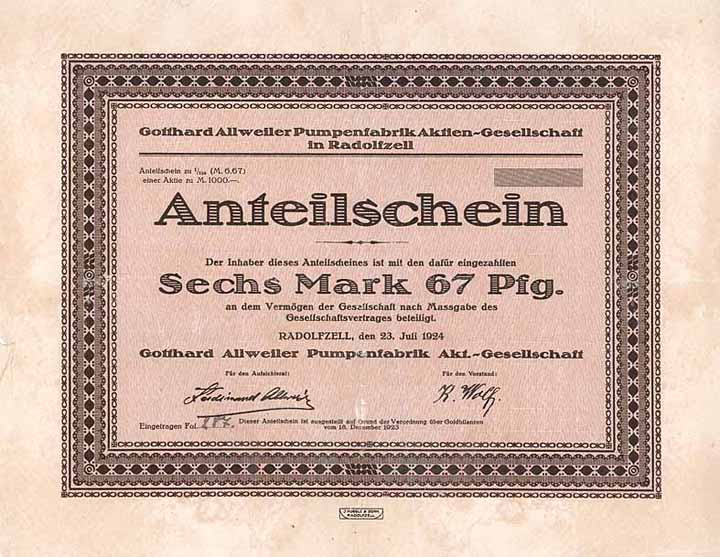 Gotthard Allweiler Pumpenfabrik Aktien-Gesellschaft
in Radolfzell
Anteilschein zu 1/150 (M. 6.67)
einer Aktie zu M. 1000.—.
Anteilschein
Der Inhaber dieses Anteilscheines ist mit den dafür eingezahlten
Sechs Mark 67 Pfg.
an dem Vermögen der Gesellschaft nach Massgabe des
Gesellschaftsvertrages beteiligt.
RADOLFZELL, den 23. Juli 1924
Gotthard Allweiler Pumpenfabrik Akt.-Gesellschaft
Für den Aufsichtsrat: Für den Vorstand:
Ferdinand Allweiler R. Wolf
Eingetragen Fol.
Dieser Anteilschein ist ausgestellt auf Grund der Verordnung über Goldbilanzen
vom 18. Dezember 1923
RADOLFZELL